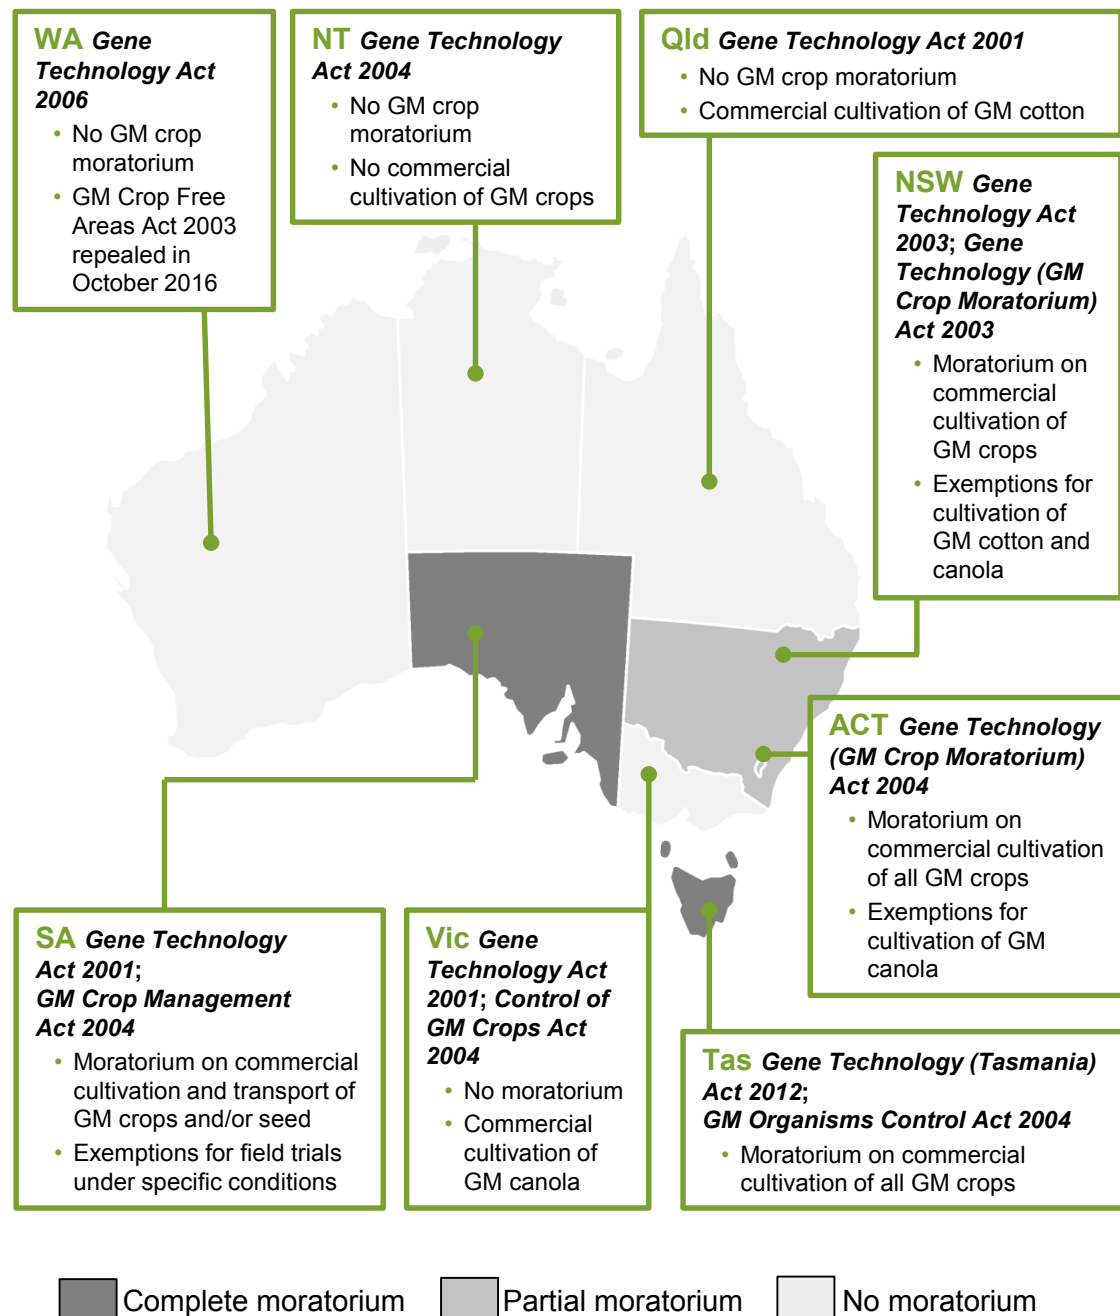 WA Gene
Technology Act
2006
• No GM crop
moratorium
• GM Crop Free
Areas Act 2003
repealed in
October 2016
NT Gene Technology
Act 2004
• No GM crop
moratorium
• No commercial
cultivation of GM crops
Qld Gene Technology Act 2001
• No GM crop moratorium
• Commercial cultivation of GM cotton
NSW Gene
Technology Act
2003; Gene
Technology (GM
Crop Moratorium)
Act 2003
• Moratorium on
commercial
cultivation of
GM crops
• Exemptions for
cultivation of
GM cotton and
canola
ACT Gene Technology
(GM Crop Moratorium)
Act 2004
• Moratorium on
commercial cultivation
of all GM crops
• Exemptions for
cultivation of GM
canola
SA Gene Technology
Act 2001;
GM Crop Management
Act 2004
• Moratorium on commercial
cultivation and transport of
GM crops and/or seed
• Exemptions for field trials
under specific conditions
Vic Gene
Technology Act
2001; Control of
GM Crops Act
2004
• No moratorium
• Commercial
cultivation of
GM canola
Tas Gene Technology (Tasmania)
Act 2012;
GM Organisms Control Act 2004
• Moratorium on commercial
cultivation of all GM crops
Complete moratorium
Partial moratorium
No moratorium